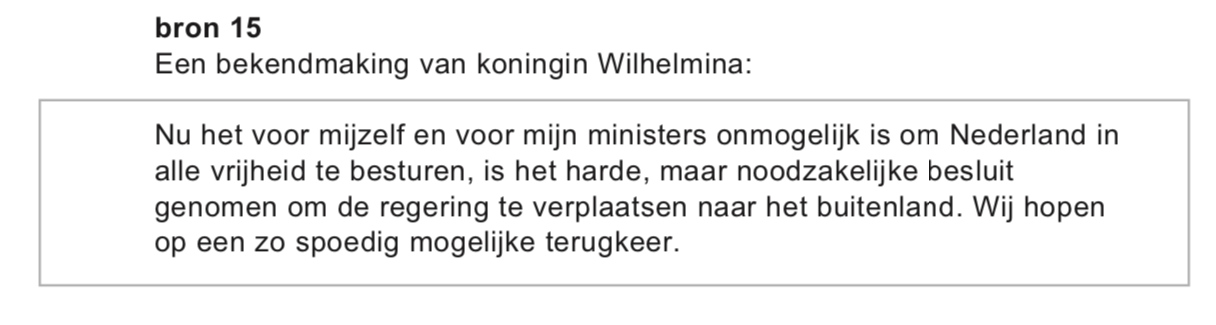 bron 15
Een bekendmaking van koningin Wilhelmina:
Nu het voor mijzelf en voor mijn ministers onmogelijk is om Nederland in
alle vrijheid te besturen, is het harde, maar noodzakelijke besluit
genomen om de regering te verplaatsen naar het buitenland. Wij hopen
op een zo spoedig mogelijke terugkeer.